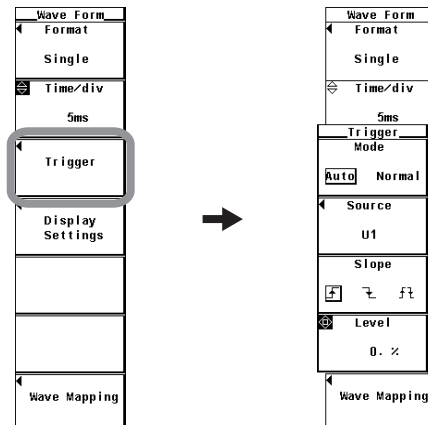 Wave Form
Format
Single
Time/div
5ms
Trigger
Display
Settings
Wave Mapping
Wave Form
Format
Single
Time/div
5ms
Trigger
Mode
Auto Normal
Source
U1
Slope
Level
0. %
Wave Mapping